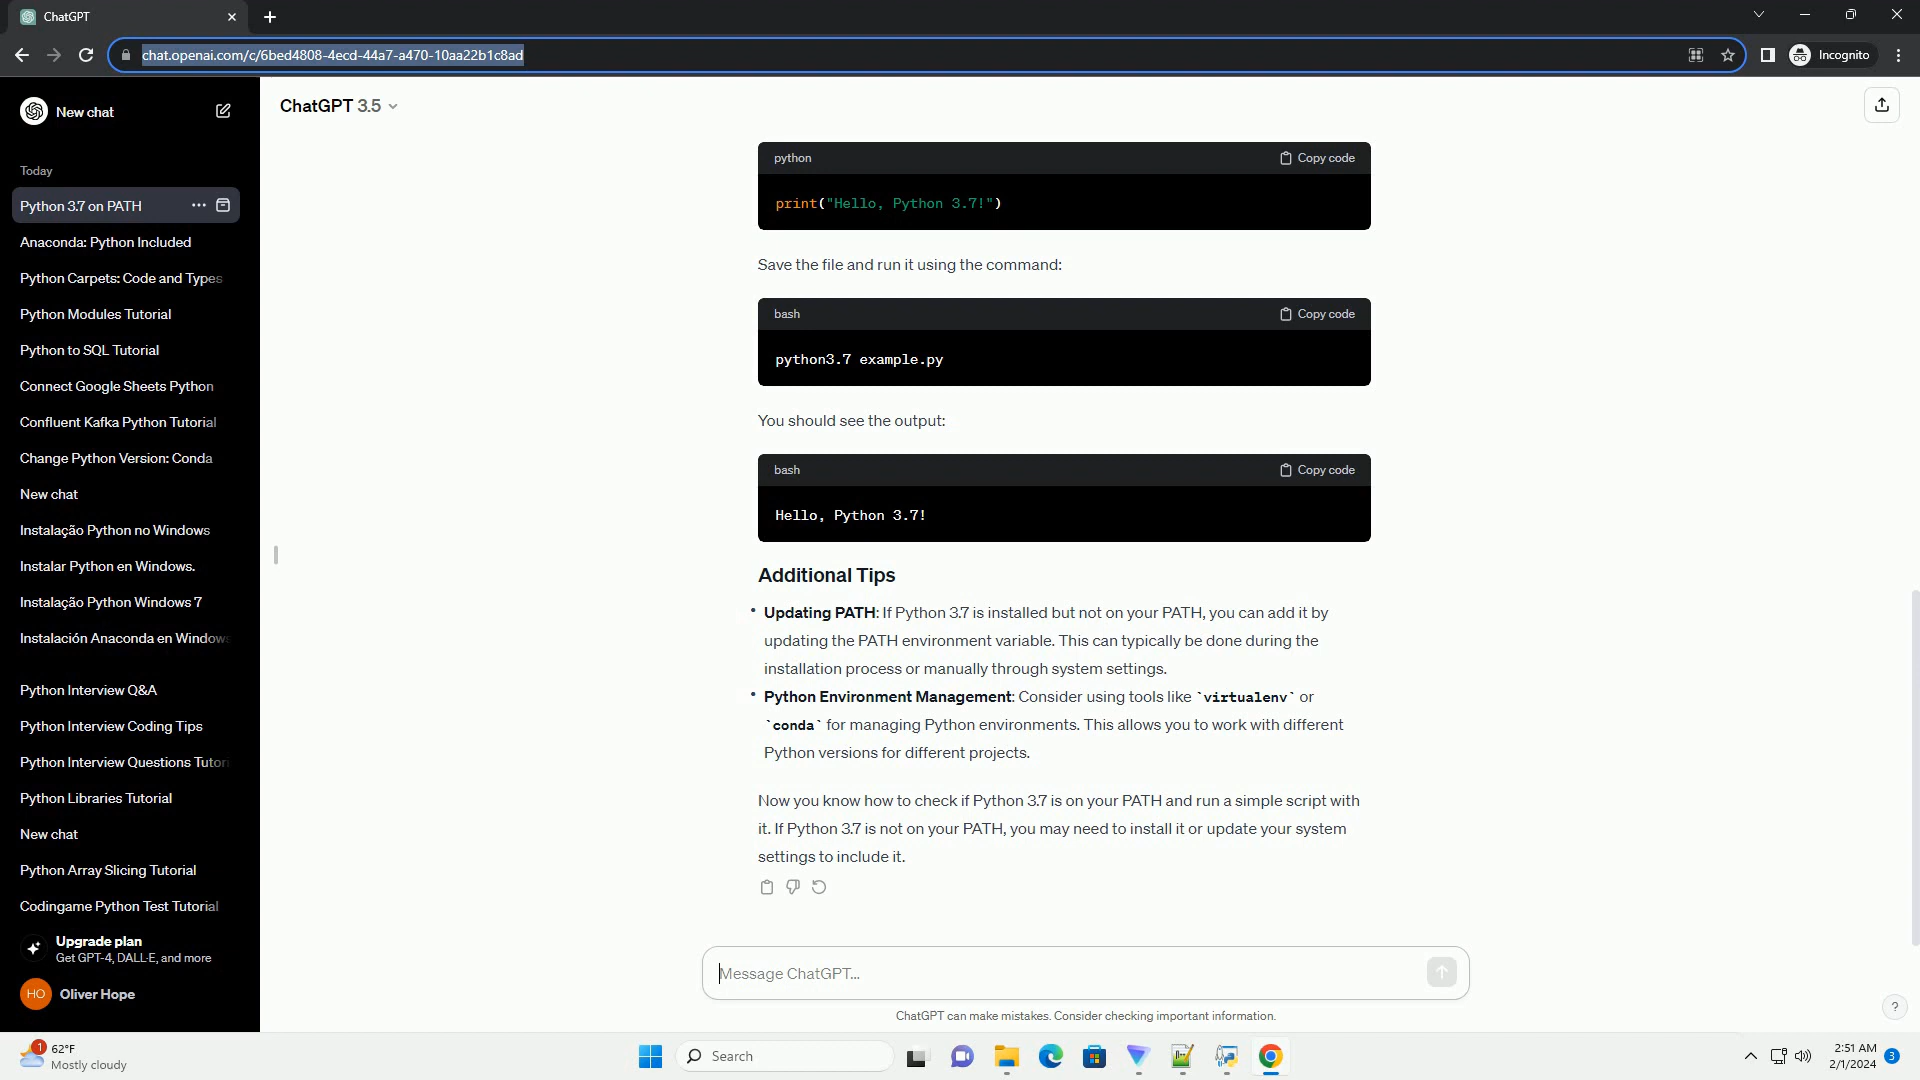 ChatGPT
chat.openai.com/c/6bed4808-4ecd-44a7-a470-10aa22b1c8ad
Incognito
New chat
Today
Python 3.7 on PATH
Anaconda: Python Included
Python Carpets: Code and Types
Python Modules Tutorial
Python to SQL Tutorial
Connect Google Sheets Python
Confluent Kafka Python Tutorial
Change Python Version: Conda
New chat
Instalação Python no Windows
Instalar Python en Windows.
Instalação Python Windows 7
Instalación Anaconda en Windows
Python Interview Q&A
Python Interview Coding Tips
Python Interview Questions Tutori
Python Libraries Tutorial
New chat
Python Array Slicing Tutorial
Codingame Python Test Tutorial
Upgrade plan
Get GPT-4, DALL·E, and more
HO
Oliver Hope
ChatGPT 3.5
python
Copy code
print("Hello, Python 3.7!")
Save the file and run it using the command:
bash
Copy code
python3.7 example.py
You should see the output:
bash
Copy code
Hello, Python 3.7!
Additional Tips
• Updating PATH: If Python 3.7 is installed but not on your PATH, you can add it by
updating the PATH environment variable. This can typically be done during the
installation process or manually through system settings.
• Python Environment Management: Consider using tools like `virtualenv` or
`conda` for managing Python environments. This allows you to work with different
Python versions for different projects.
Now you know how to check if Python 3.7 is on your PATH and run a simple script with
it. If Python 3.7 is not on your PATH, you may need to install it or update your system
settings to include it.
Message ChatGPT...
ChatGPT can make mistakes. Consider checking important information.
?
1
62°F
Mostly cloudy
Search
2:51 AM
2/1/2024
3